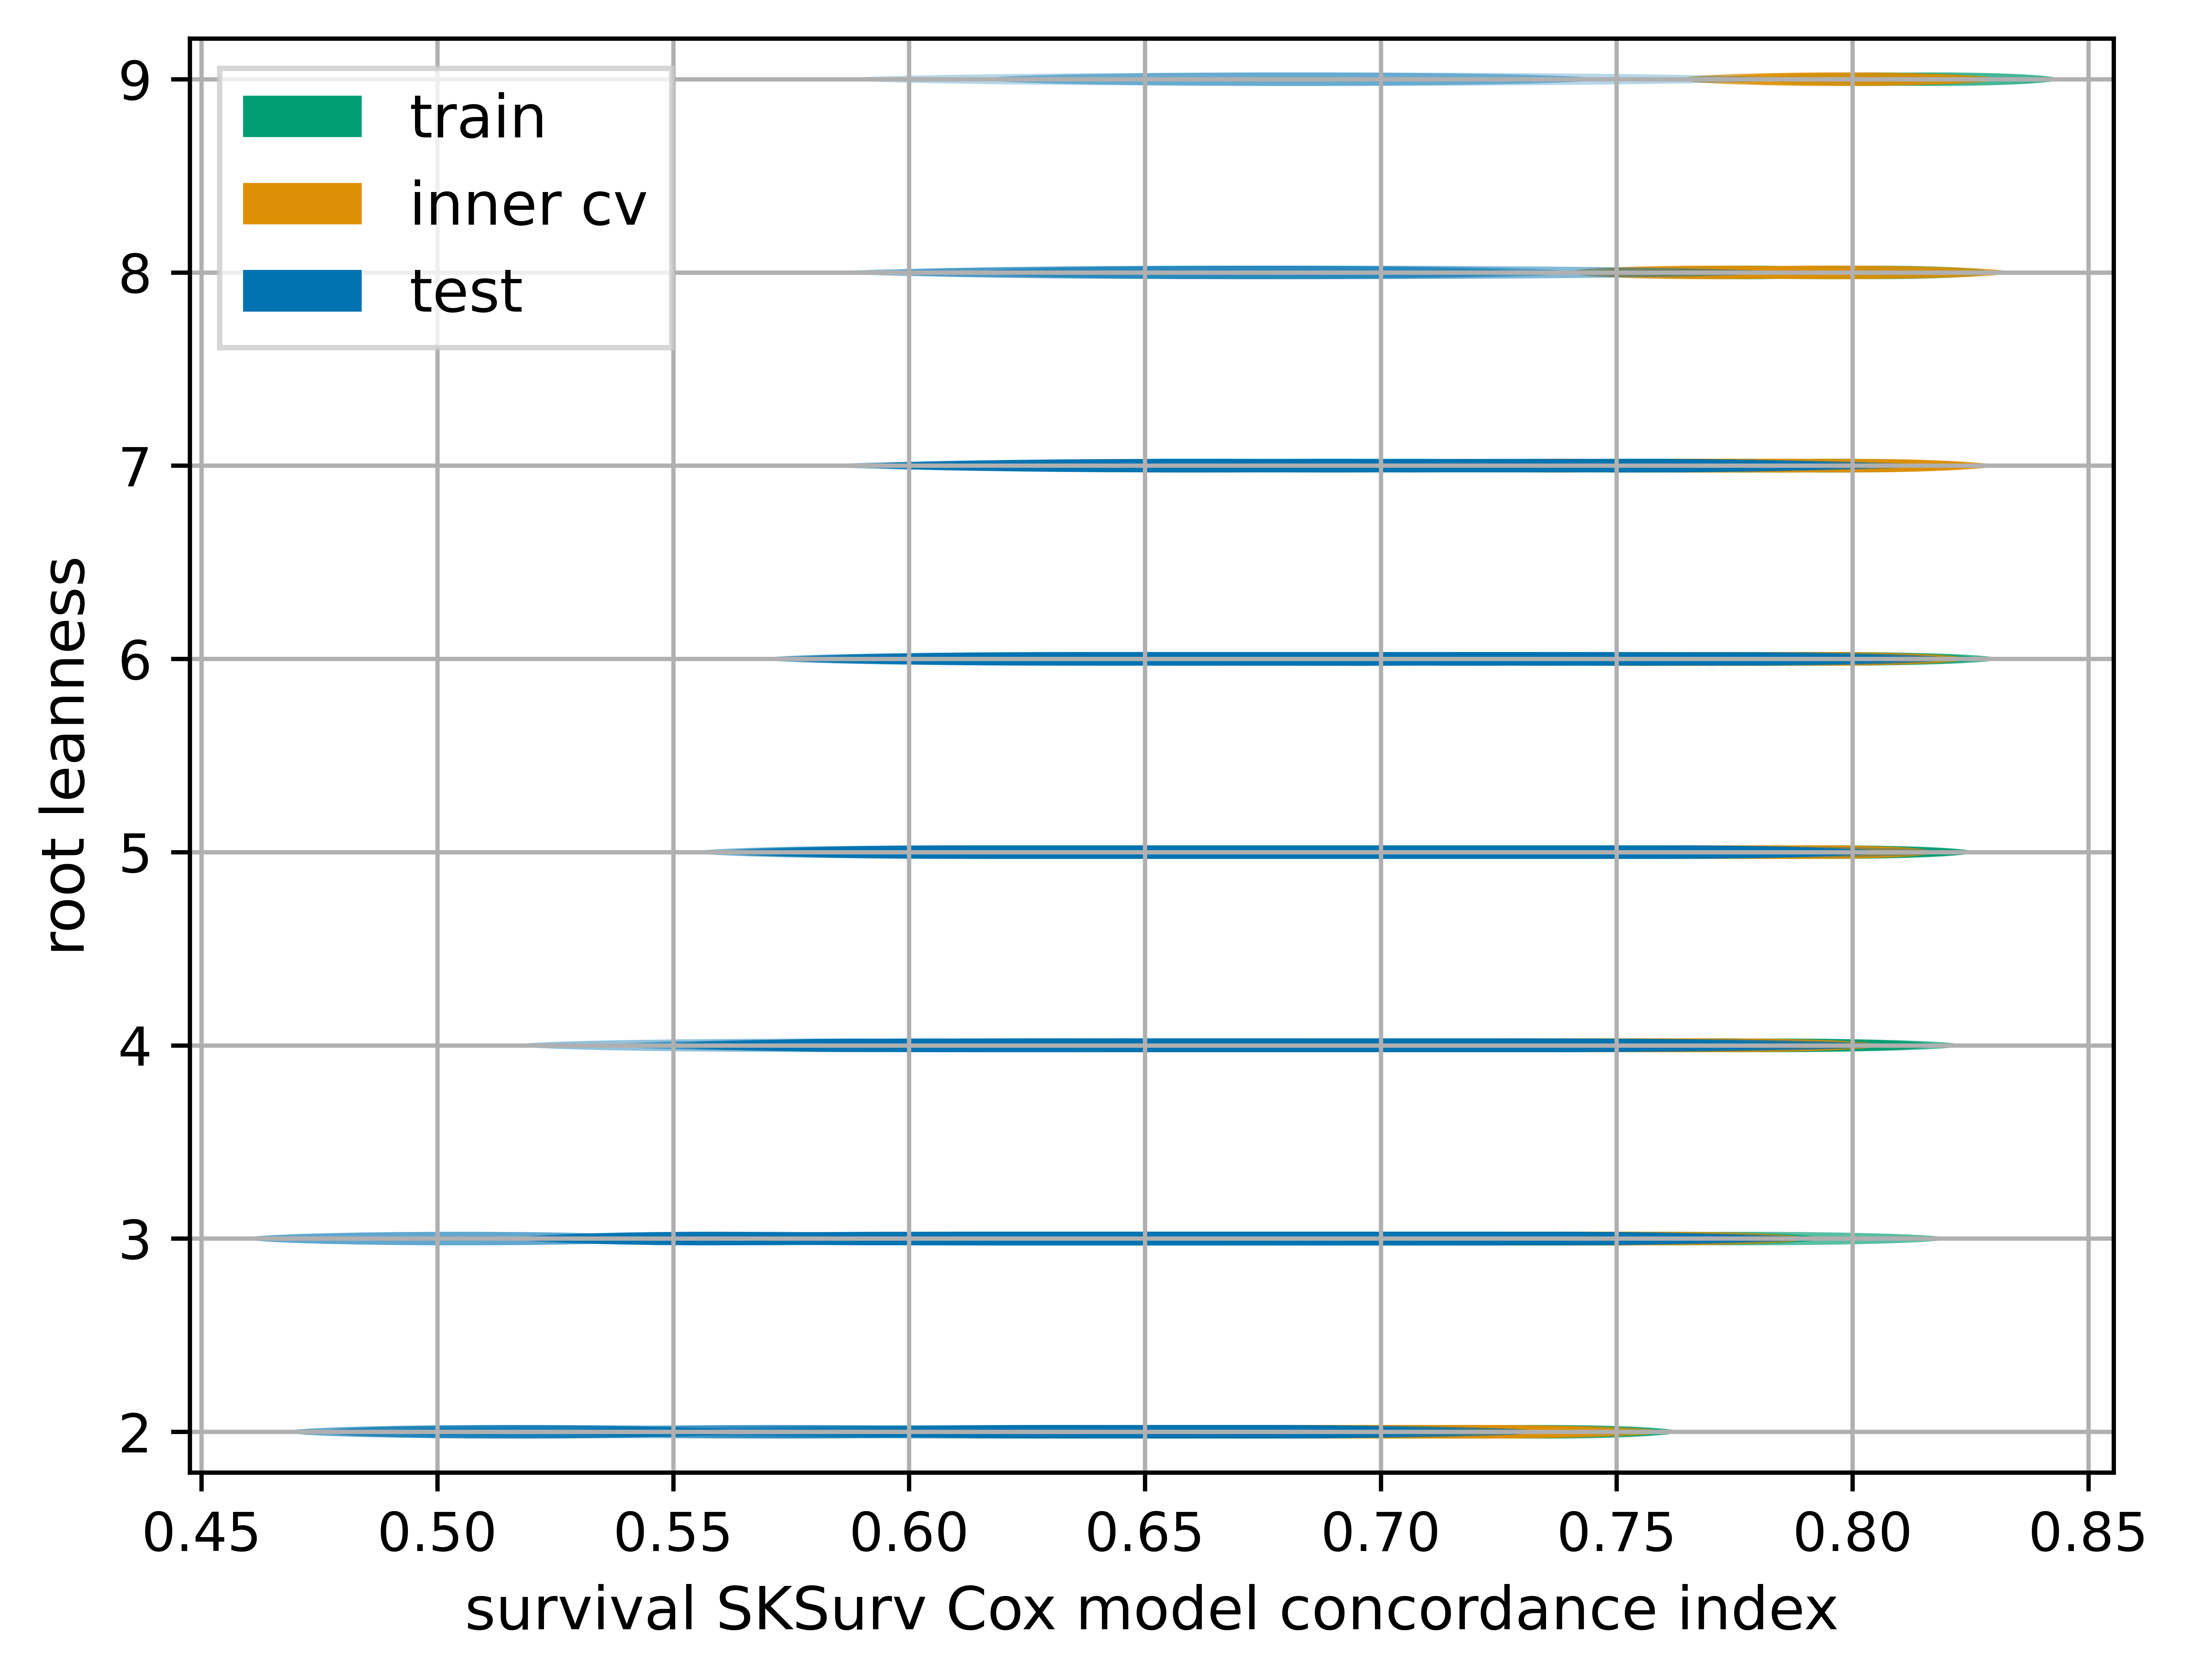 train
inner cv
test
9
8
7
6
5
4
3
2
root leanness
0.45 0.50 0.55 0.60 0.65 0.70 0.75 0.80 0.85
survival SKSurv Cox model concordance index